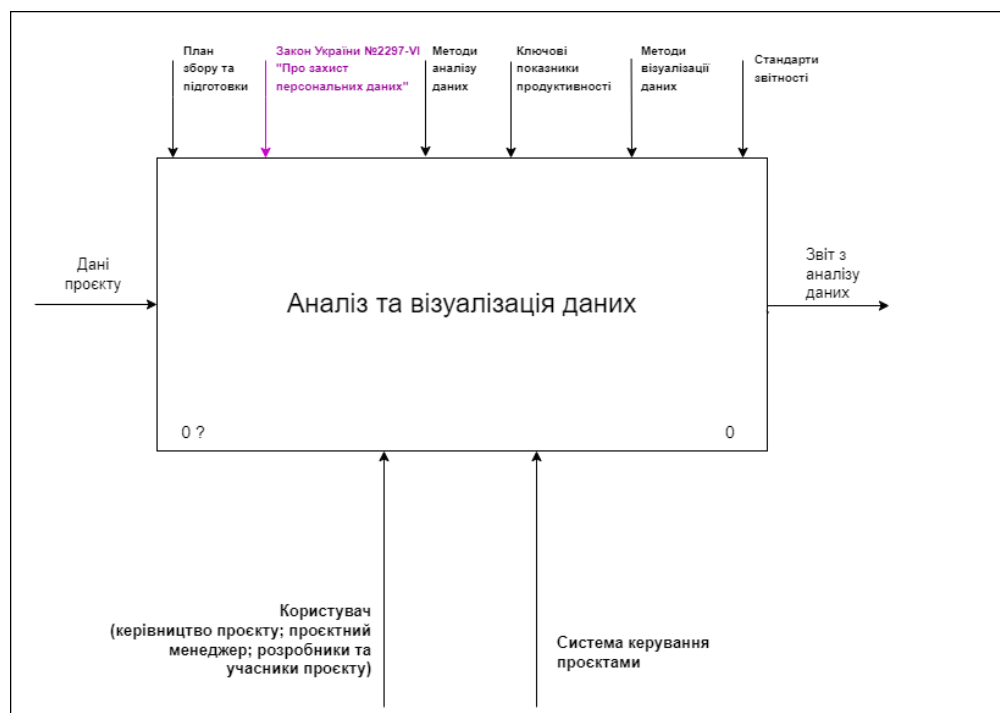 План
збору та
підготовки
Закон України №2297-VI
"Про захист
персональних даних"
Методи
аналізу
даних
Ключові
показники
продуктивності
Методи
візуалізації
даних
Стандарти
звітності
Дані
проєкту
Аналіз та візуалізація даних
Звіт з
аналізу
даних
0 ?
0
Користувач
(керівництво проєкту; проєктний
менеджер; розробники та
учасники проєкту)
Система керування
проєктами